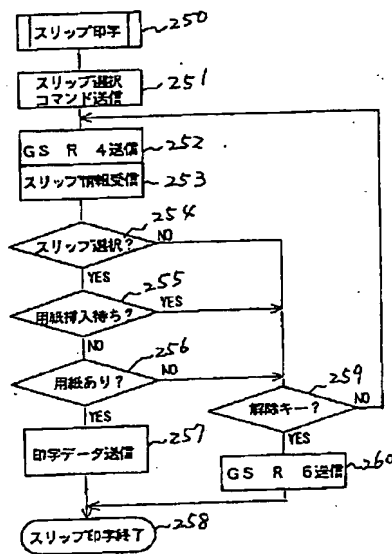 スリップ印字
250
スリップ選択
コマンド送信
251
GS R 4送信
252
スリップ情報受信
253
スリップ選択?
254
NO
YES
用紙挿入待ち?
255
YES
NO
用紙あり?
256
NO
YES
解除キー?
259
NO
YES
印字データ送信
257
GS R 6送信
260
スリップ印字終了
258